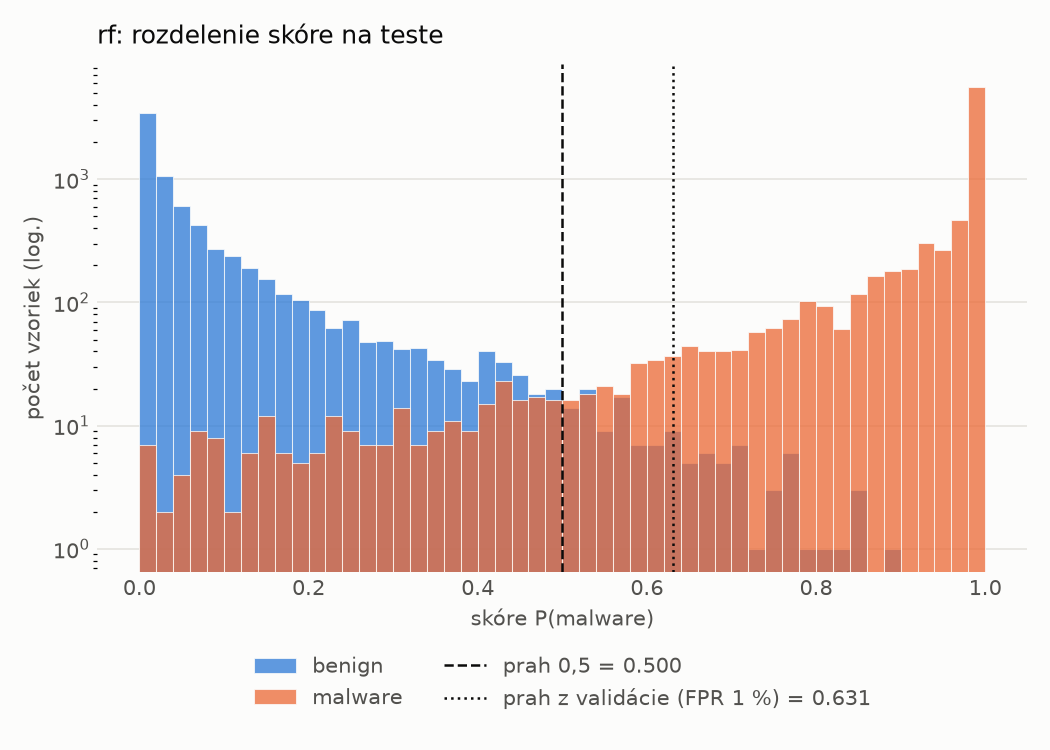 rf: rozdelenie skóre na teste
počet vzoriek (log.)
10³
10²
10¹
10⁰
0.0 0.2 0.4 0.6 0.8 1.0
skóre P(malware)
benign
malware
prah 0,5 = 0.500
prah z validácie (FPR 1 %) = 0.631